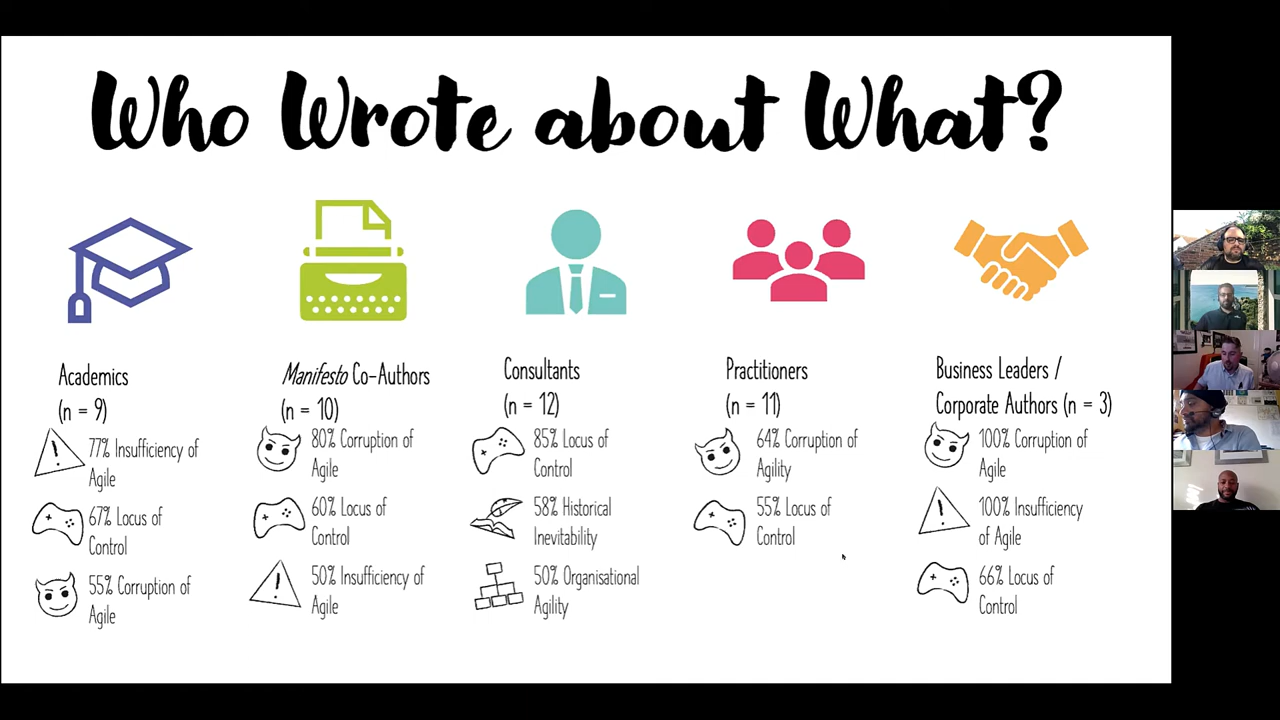 Who Wrote about What?
Academics
(n = 9)
77% Insufficiency of
Agile
67% Locus of
Control
55% Corruption of
Agile
Manifesto Co-Authors
(n = 10)
80% Corruption of
Agile
60% Locus of
Control
50% Insufficiency of
Agile
Consultants
(n = 12)
85% Locus of
Control
58% Historical
Inevitability
50% Organisational
Agility
Practitioners
(n = 11)
64% Corruption of
Agility
55% Locus of
Control
Business Leaders /
Corporate Authors (n = 3)
100% Corruption of
Agile
100% Insufficiency
of Agile
66% Locus of
Control